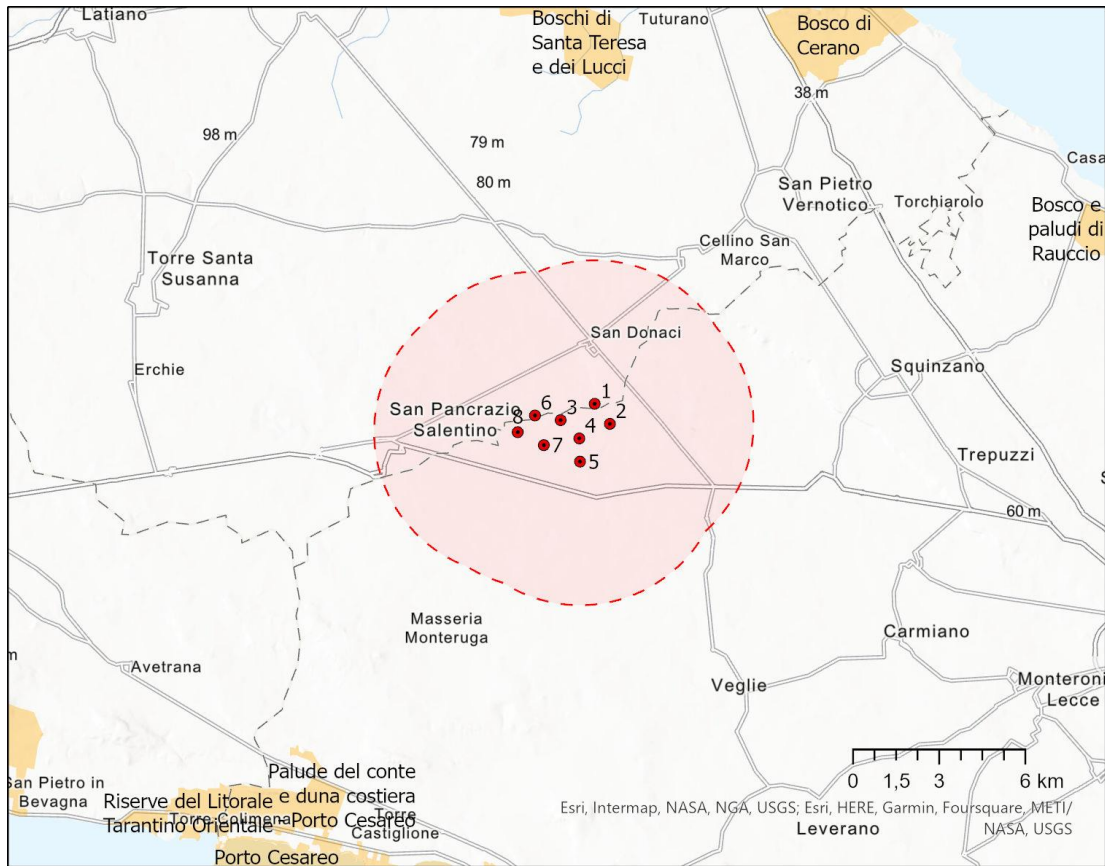 Latiano
Boschi di
Santa Teresa
e dei Lucci
Tuturano
Bosco di
Cerano
38 m
98 m
79 m
80 m
Casa
San Pietro
Vernotico
Torchiarolo
Bosco e
paludi di
Rauccio
Cellino San
Marco
Torre Santa
Susanna
San Donaci
Erchie
Squinzano
San Pancrazio
Salentino
1
2
3
4
5
6
7
8
Trepuzzi
S
60 m
Masseria
Monteruga
Carmiano
m
Avetrana
Veglie
Monteroni
Lecce
San Pietro in
Bevagna
Riserve del Litorale
Tarantino Orientale
Torre Colimena
Palude del conte
e duna costiera
- Porto Cesareo
Torre
Castiglione
Porto Cesareo
0 1,5 3 6 km
Esri, Intermap, NASA, NGA, USGS; Esri, HERE, Garmin, Foursquare, METI/
NASA, USGS
Leverano